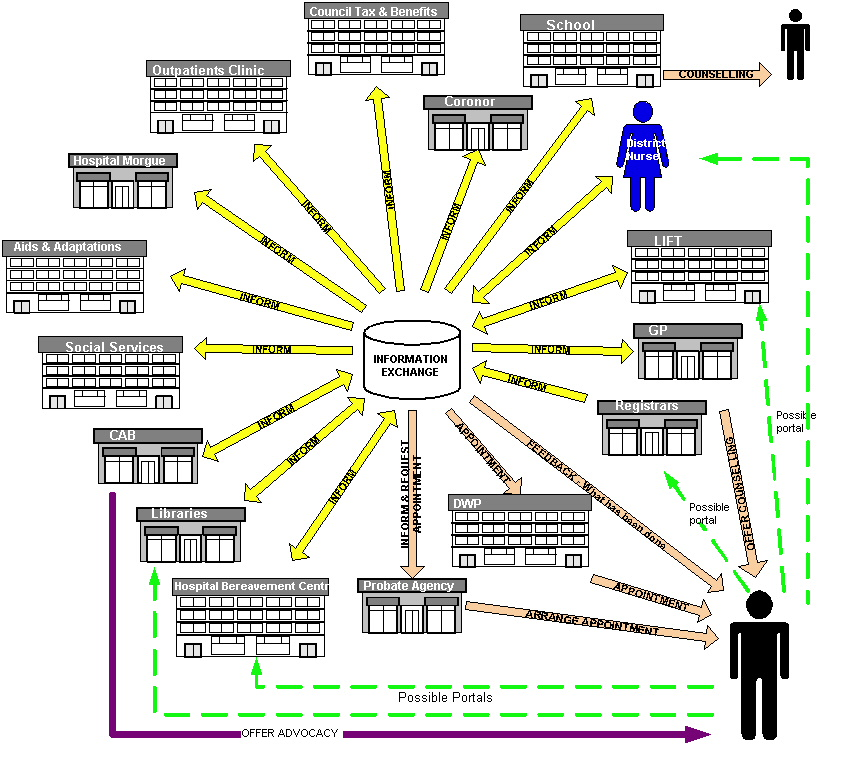 Council Tax & Benefits
School
COUNSELLING
Outpatients Clinic
Coronor
District
Nurse
Hospital Morgue
INFORM
INFORM
INFORM
INFORM
INFORM
INFORM
Aids & Adaptations
LIFT
INFORM
INFORM
GP
Social Services
INFORM
INFORM
INFORMATION
EXCHANGE
INFORM
Registrars
INFORM
Possible
portal
CAB
INFORM
INFORM
INFORM
INFORM & REQUEST
APPOINTMENT
APPOINTMENT
FEEDBACK - What has been done
OFFER COUNSELLING
Libraries
DWP
Possible
portal
Hospital Bereavement Centr
Probate Agency
APPOINTMENT
ARRANGE APPOINTMENT
Possible Portals
OFFER ADVOCACY